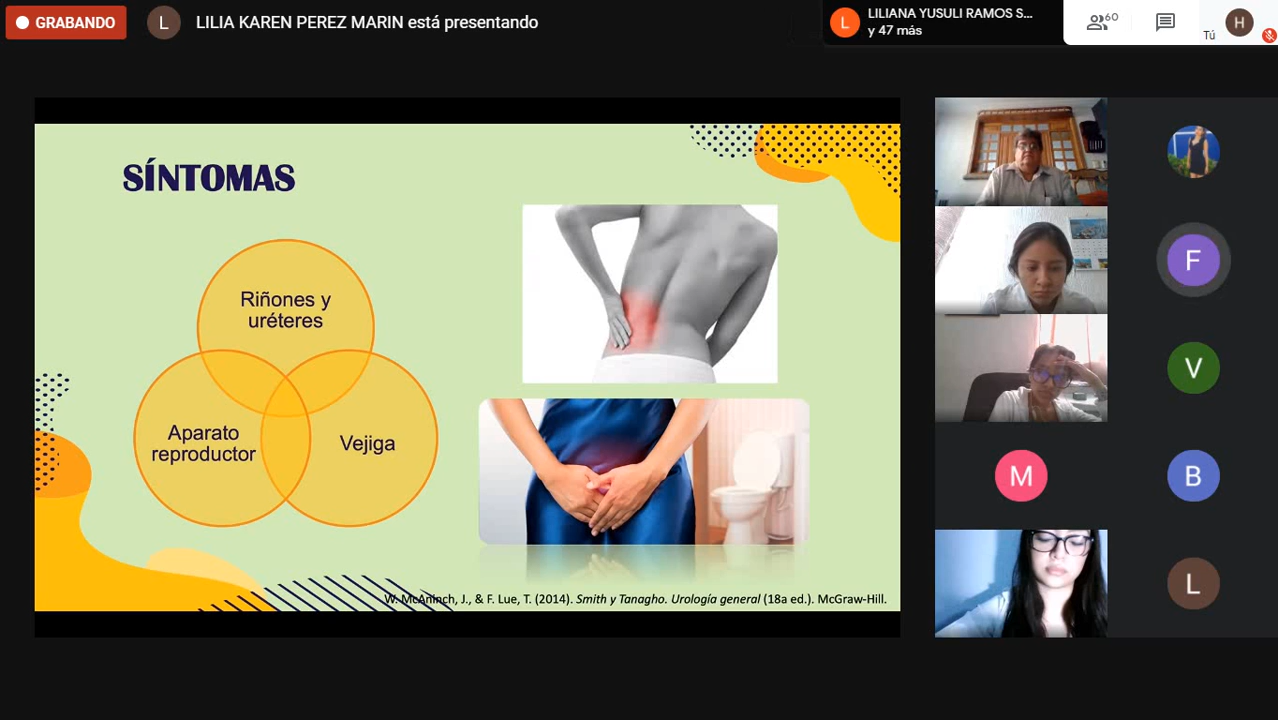 GRABANDO
L
LILIA KAREN PEREZ MARIN está presentando
L
LILIANA YUSULI RAMOS S...
y 47 más
60
Tú
H
SÍNTOMAS
Riñones y
uréteres
Aparato
reproductor
Vejiga
W. McAninch, J., & F. Lue, T. (2014). Smith y Tanagho. Urología general (18a ed.). McGraw-Hill.
F
V
M
B
L